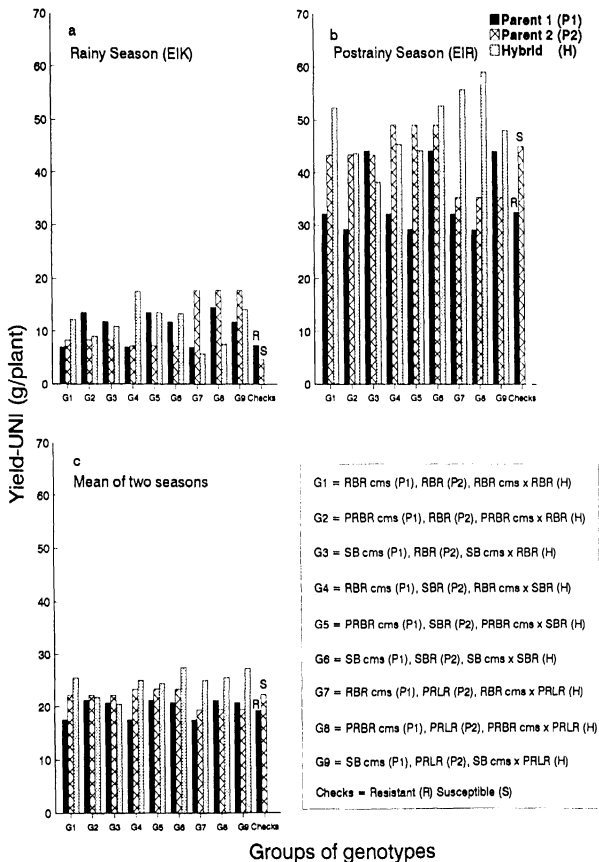 a
Rainy Season (EIK)
b
Postrainy Season (EIR)
Parent 1 (P1)
Parent 2 (P2)
Hybrid (H)
70
60
50
40
30
20
10
0
R
S
G1 G2 G3 G4 G5 G6 G7 G8 G9 Checks
70
60
50
40
30
20
10
0
S
R
G1 G2 G3 G4 G5 G6 G7 G8 G9 Checks
Yield-UNI (g/plant)
c
Mean of two seasons
70
60
50
40
30
20
10
0
S
R
G1 G2 G3 G4 G5 G6 G7 G8 G9 Checks
G1 = RBR cms (P1), RBR (P2), RBR cms x RBR (H)
G2 = PRBR cms (P1), RBR (P2), PRBR cms x RBR (H)
G3 = SB cms (P1), RBR (P2), SB cms x RBR (H)
G4 = RBR cms (P1), SBR (P2), RBR cms x SBR (H)
G5 = PRBR cms (P1), SBR (P2), PRBR cms x SBR (H)
G6 = SB cms (P1), SBR (P2), SB cms x SBR (H)
G7 = RBR cms (P1), PRLR (P2), RBR cms x PRLR (H)
G8 = PRBR cms (P1), PRLR (P2), PRBR cms x PRLR (H)
G9 = SB cms (P1), PRLR (P2), SB cms x PRLR (H)
Checks = Resistant (R) Susceptible (S)
Groups of genotypes